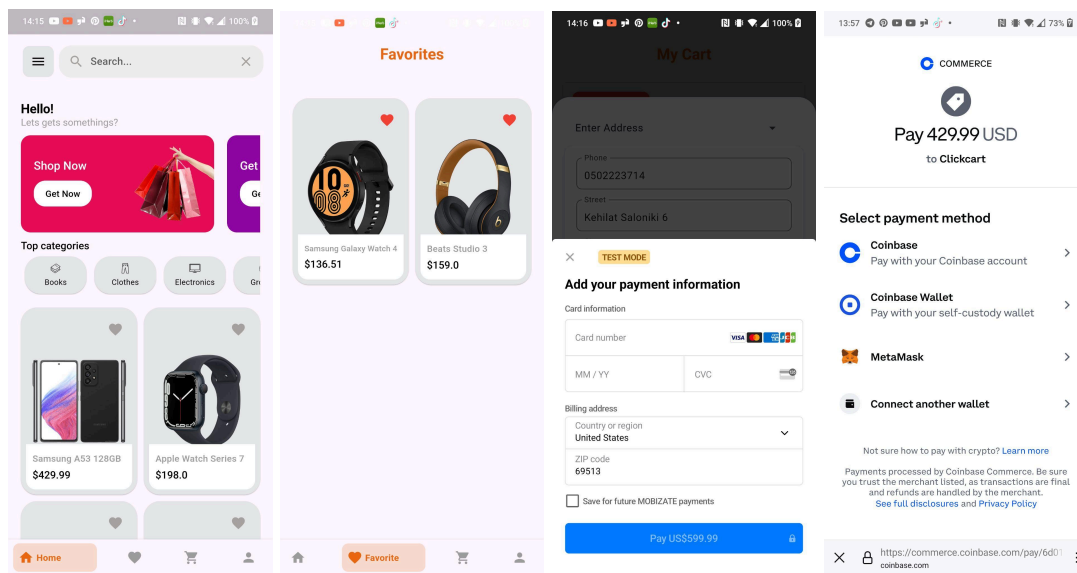 14:15
100%
Search...
Hello!
Lets gets somethings?
Shop Now
Get Now
Get
Ge
Top categories
Books
Clothes
Electronics
Gr
Samsung A53 128GB
$429.99
Apple Watch Series 7
$198.0
Home
Favorites
Samsung Galaxy Watch 4
$136.51
Beats Studio 3
$159.0
Favorite
14:16
100%
My Cart
Enter Address
Phone
0502223714
Street
Kehilat Saloniki 6
TEST MODE
Add your payment information
Card information
Card number
VISA
MM / YY
CVC
Billing address
Country or region
United States
ZIP code
69513
Save for future MOBIZATE payments
Pay US$599.99
13:57
73%
COMMERCE
Pay 429.99 USD
to Clickcart
Select payment method
Coinbase
Pay with your Coinbase account
Coinbase Wallet
Pay with your self-custody wallet
MetaMask
Connect another wallet
Not sure how to pay with crypto? Learn more
Payments processed by Coinbase Commerce. Be sure
you trust the merchant listed, as transactions are final
and refunds are handled by the merchant.
See full disclosures and Privacy Policy
https://commerce.coinbase.com/pay/6d01
coinbase.com